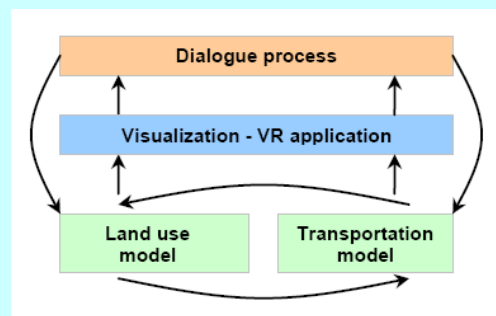 Dialogue process
Visualization - VR application
Land use
model
Transportation
model